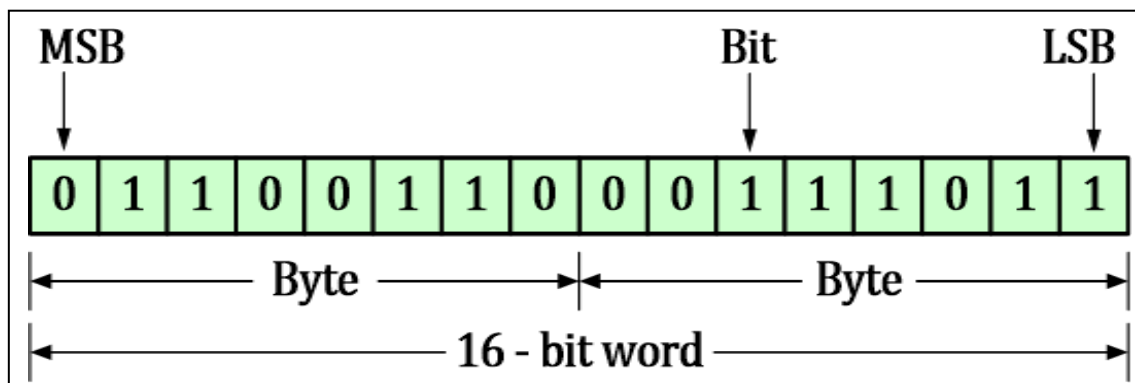 MSB Bit LSB
0 1 1 0 0 1 1 0 0 0 1 1 1 0 1 1
Byte Byte
16 - bit word